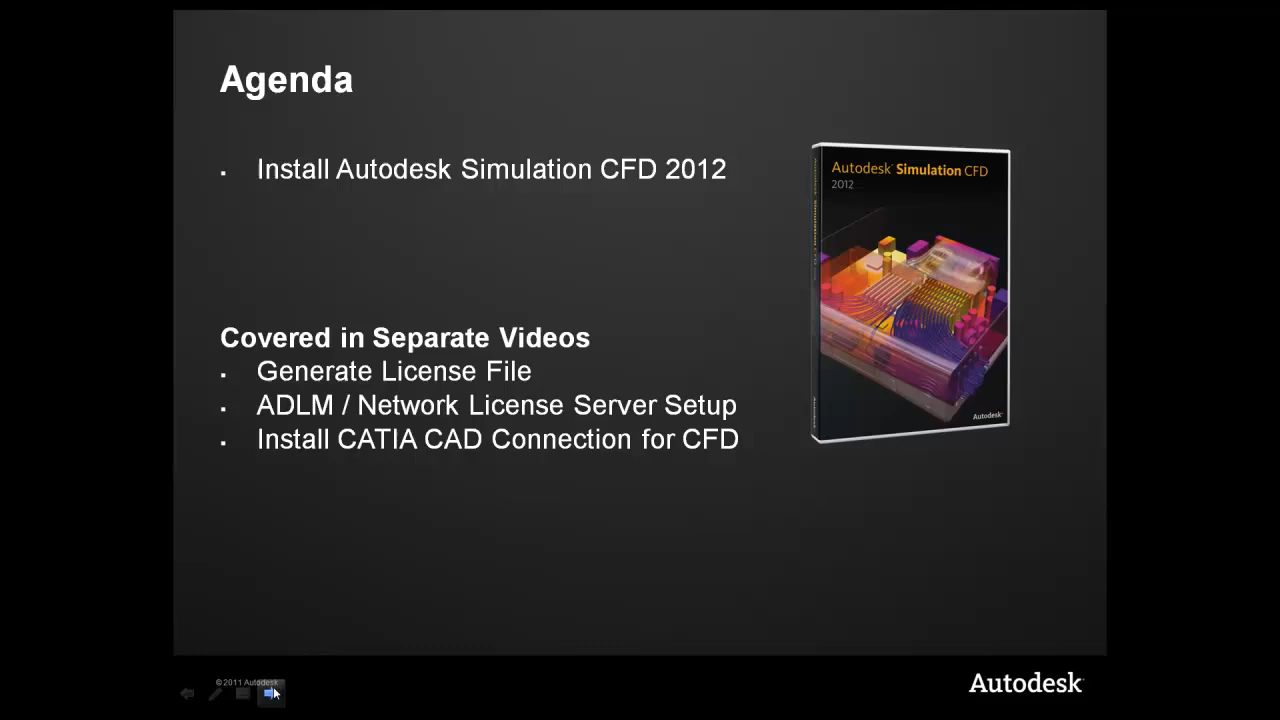 Agenda
▪ Install Autodesk Simulation CFD 2012
Covered in Separate Videos
▪ Generate License File
▪ ADLM / Network License Server Setup
▪ Install CATIA CAD Connection for CFD
Autodesk® Simulation CFD
2012
Autodesk
© 2011 Autodesk
Autodesk